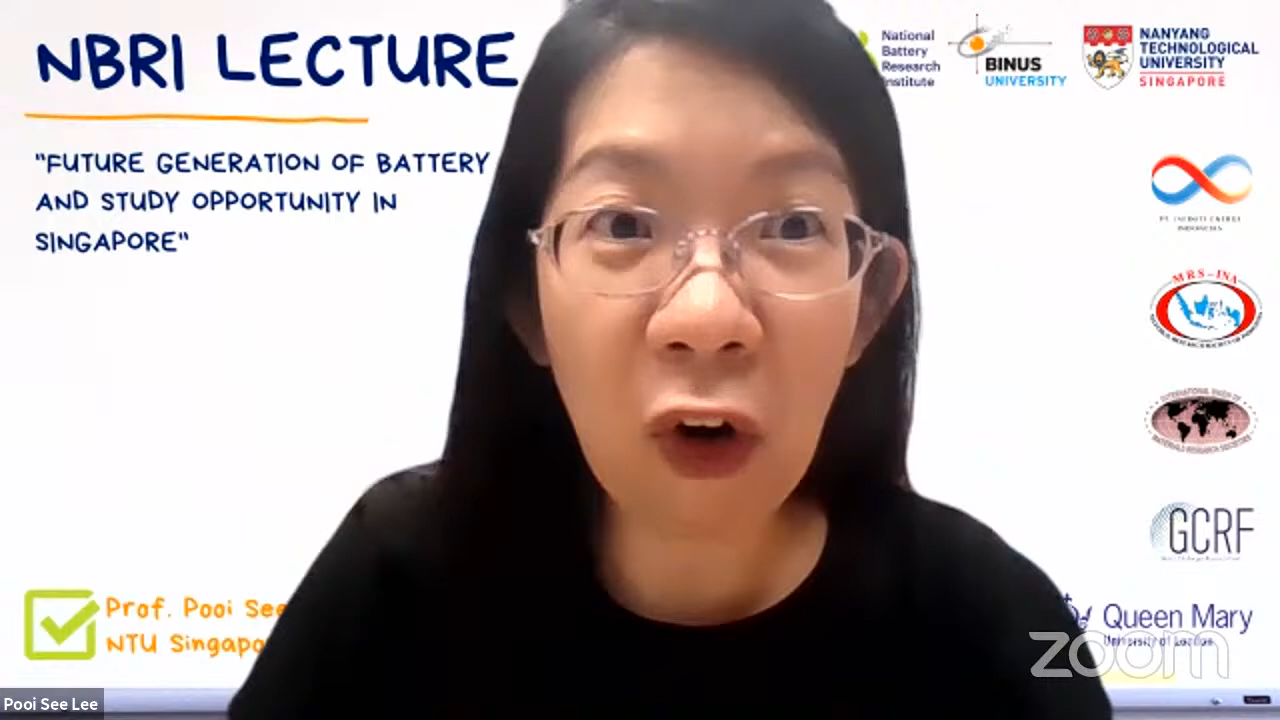 NBRI LECTURE
"FUTURE GENERATION OF BATTERY
AND STUDY OPPORTUNITY IN
SINGAPORE"
National
Battery
Research
Institute
BINUS
UNIVERSITY
NANYANG
TECHNOLOGICAL
UNIVERSITY
SINGAPORE
MRS-INA
GCRF
Prof. Pooi See
NTU Singapo
Queen Mary
University of London
zoom
Pooi See Lee